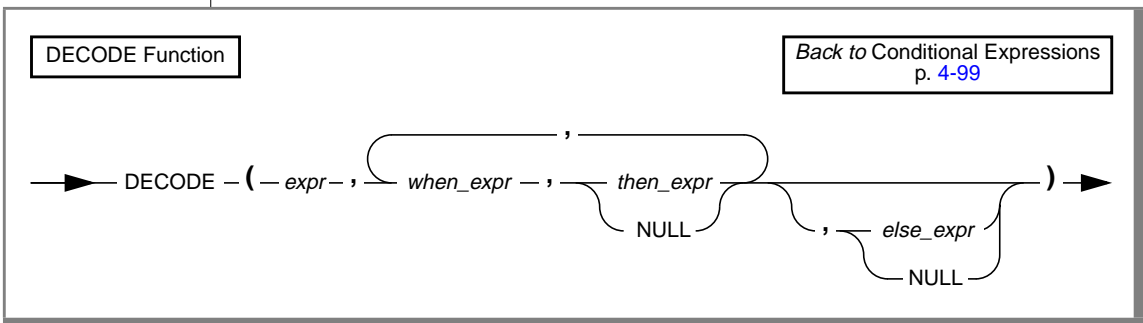 DECODE Function
Back to Conditional Expressions
p. 4-99
,
DECODE ( expr , when_expr , then_expr )
NULL
, else_expr
NULL